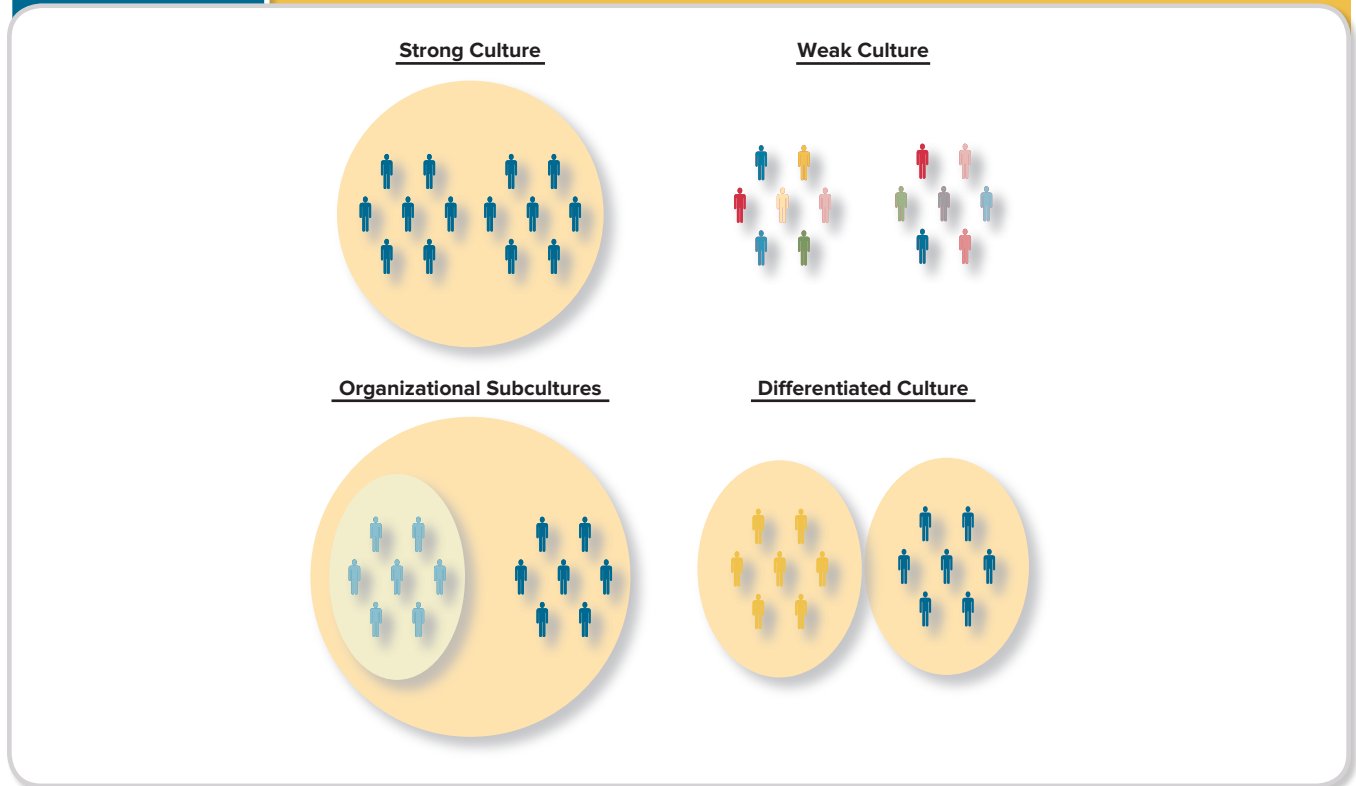 Strong Culture
Weak Culture
Organizational Subcultures
Differentiated Culture